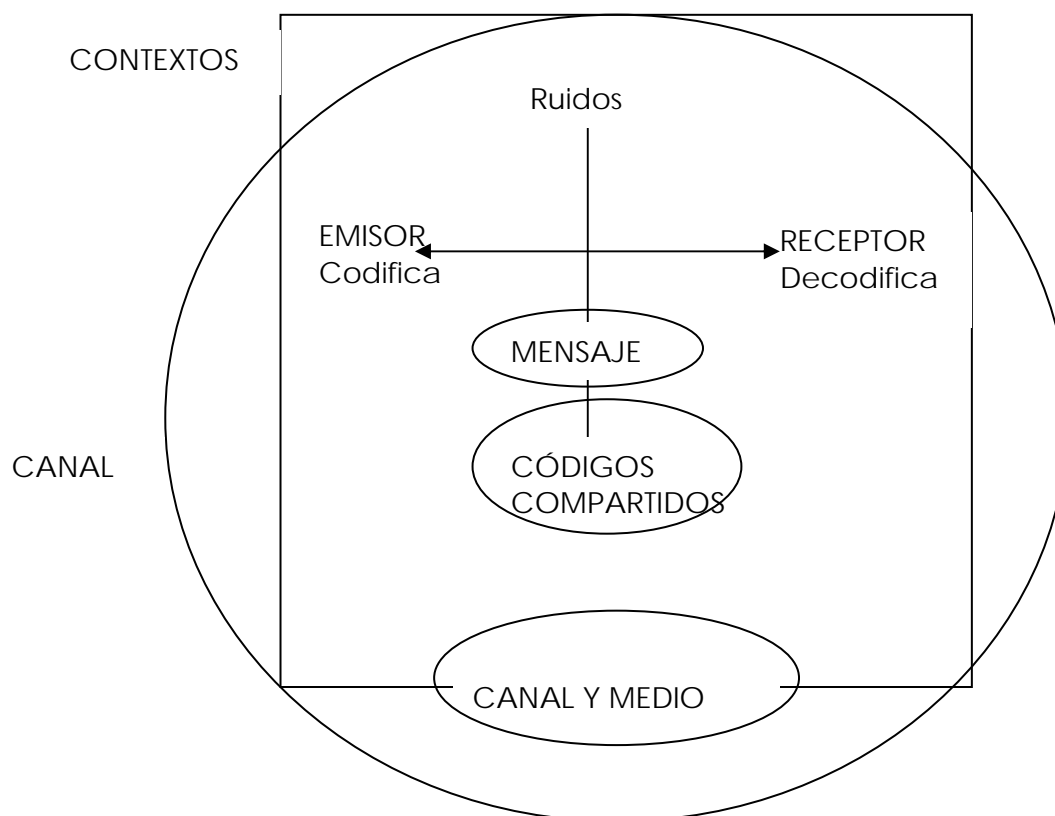 CONTEXTOS
Ruidos
EMISOR
Codifica
RECEPTOR
Decodifica
MENSAJE
CANAL
CÓDIGOS
COMPARTIDOS
CANAL Y MEDIO